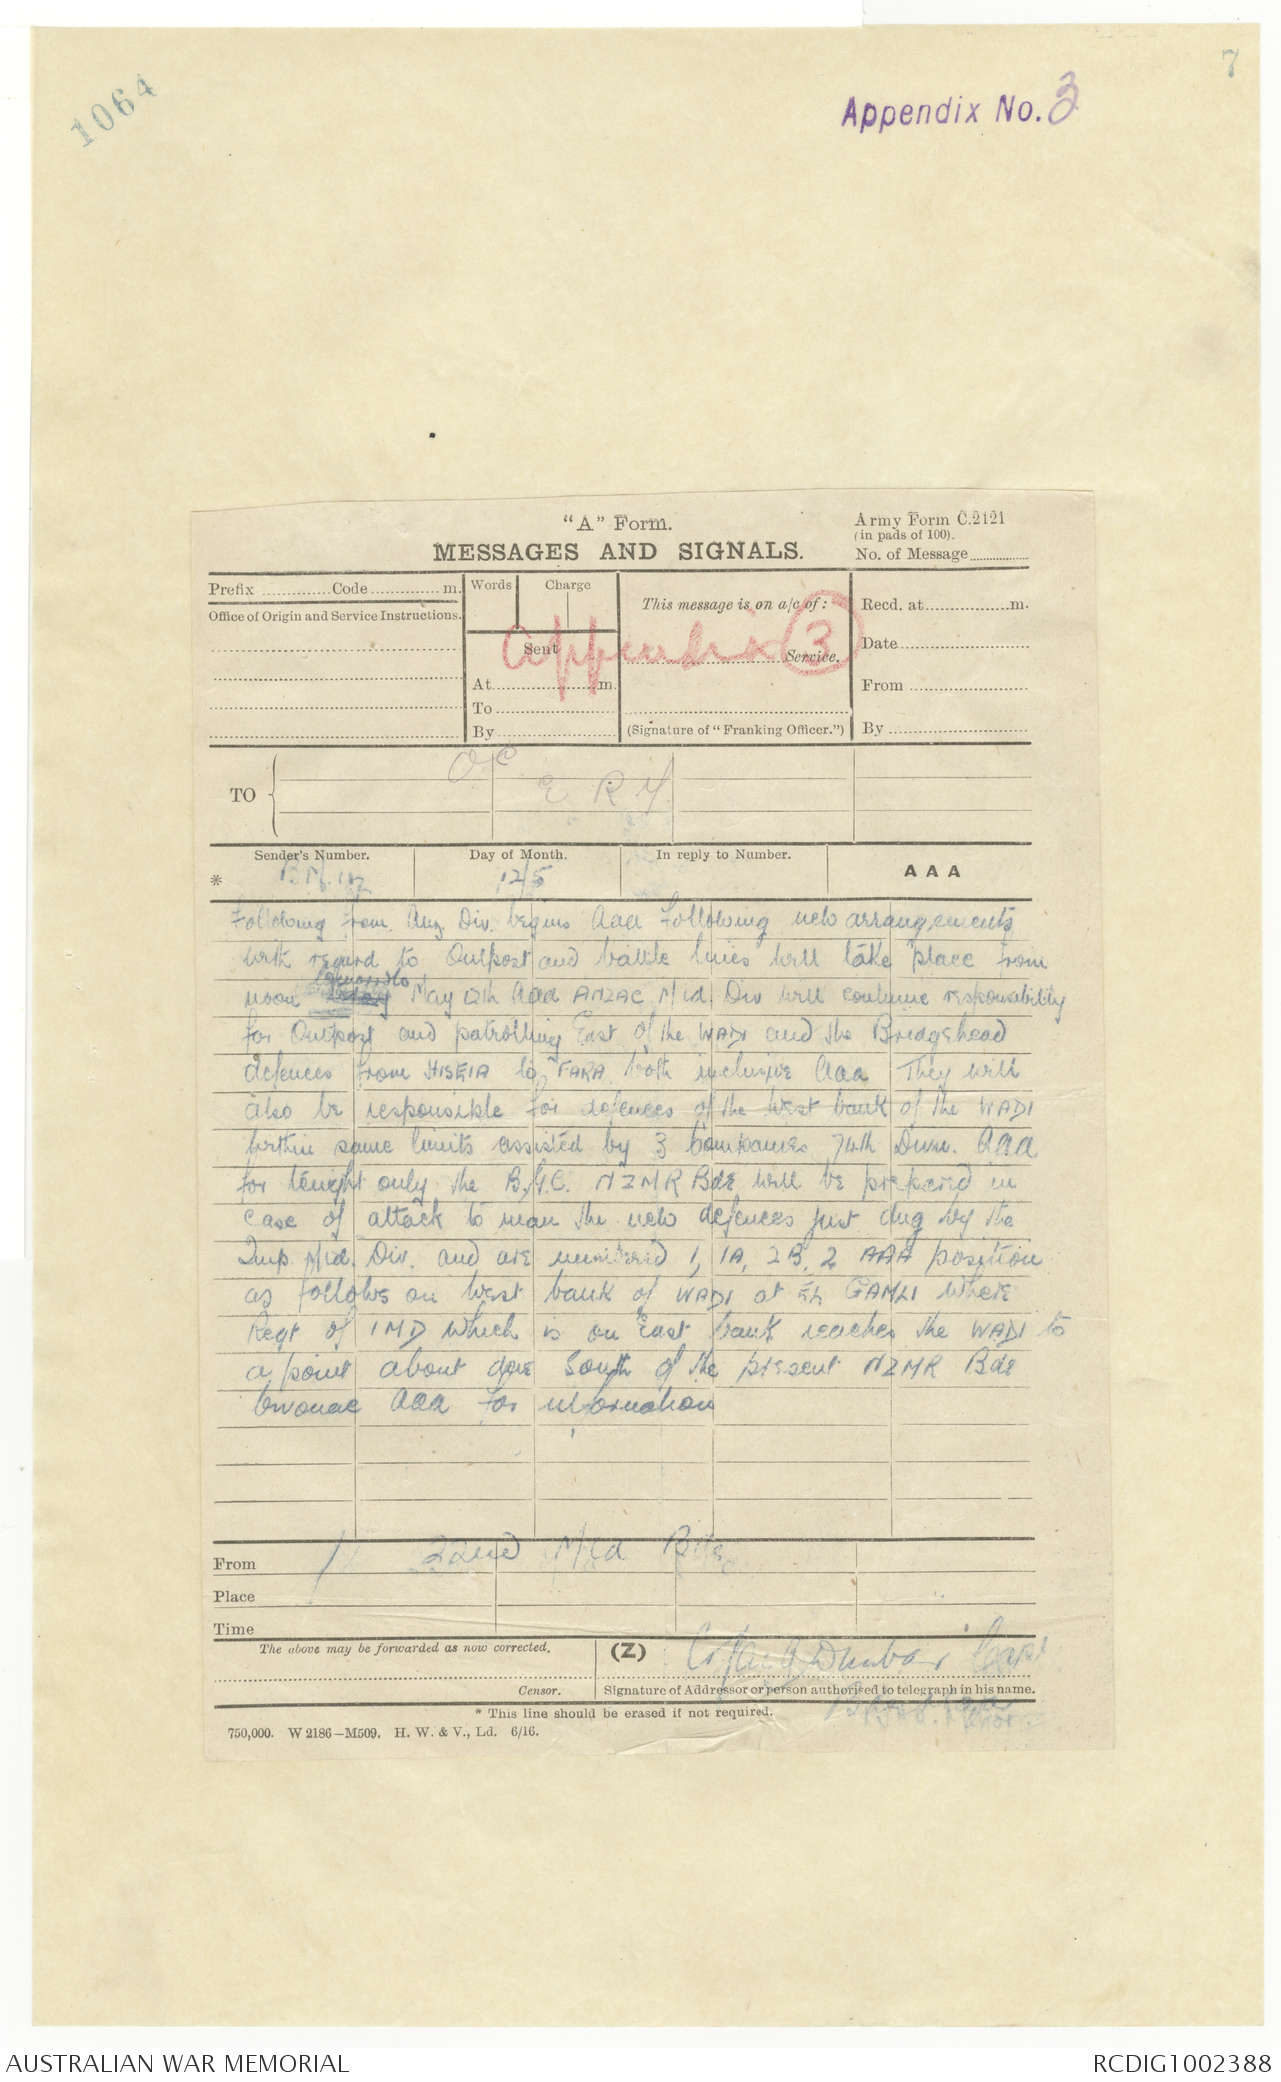 1064
7
Appendix No. 3
"A" Form.
MESSAGES AND SIGNALS.
Army Form C.2121
(in pads of 100).
No. of Message
Prefix Code m.
Words Charge
This message is on a/c of:
Recd. at m.
Office of Origin and Service Instructions.
Appendix 3
Sent
Service.
Date
At m.
From
To
By
(Signature of "Franking Officer.")
By
TO
OC
E R Y
Sender's Number.
Day of Month.
In reply to Number.
AAA
*
12/5
Following from Anz Div. begins Aaa Following new arrangements
with regard to Outpost and battle lines will take place from
noon May 12th Aaa ANZAC Mtd Div will continue responsibility
for Outpost and patrolling East of the WADI and the Bridgehead
defences from HISEIA to FARA both inclusive Aaa They will
also be responsible for defences of the West bank of the WADI
within same limits assisted by 3 Companies 74th Divn. Aaa
for tonight only the B.G.C. NZMR Bde will be prepared in
case of attack to man the new defences just dug by the
Imp. Mtd. Div. and are numbered 1, 1A, 2B, 2 AAA position
as follows on West bank of WADI at GAMLI where
Regt of IMD which is on East bank reaches the WADI to
a point about due South of the present NZMR Bde
bivouac Aaa for information
From
22nd Mtd Bde
Place
Time
The above may be forwarded as now corrected.
(Z)
Dunbar Capt
Censor.
Signature of Addressor or person authorised to telegraph in his name.
* This line should be erased if not required.
750,000. W 2186—M509. H. W. & V., Ld. 6/16.
AUSTRALIAN WAR MEMORIAL
RCDIG1002388